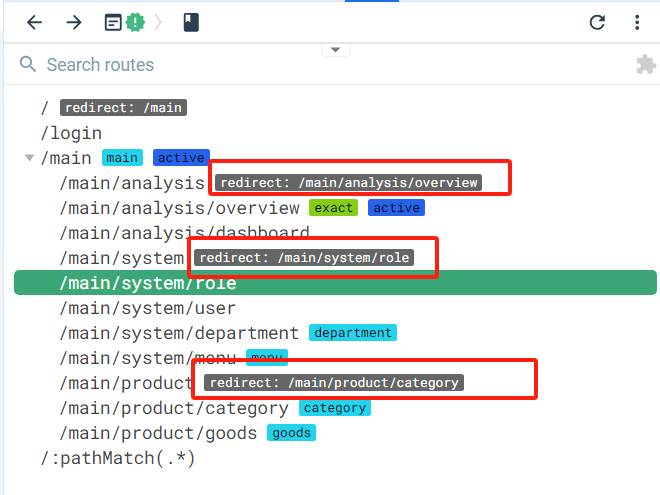 Search routes
/ redirect: /main
/login
/main main active
/main/analysis redirect: /main/analysis/overview
/main/analysis/overview exact active
/main/analysis/dashboard
/main/system redirect: /main/system/role
/main/system/role
/main/system/user
/main/system/department department
/main/system/menu menu
/main/product redirect: /main/product/category
/main/product/category category
/main/product/goods goods
/:pathMatch(.*)